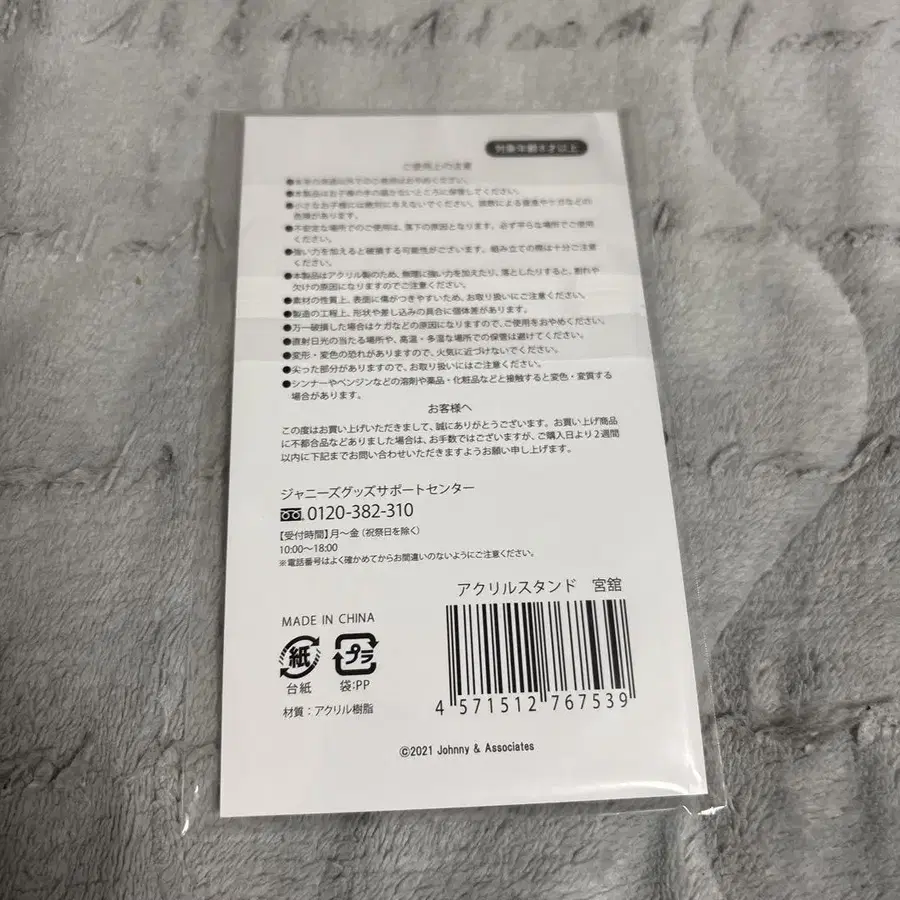 対象年齢6才以上
ご使用上の注意
●本来の用途以外でのご使用はおやめください。
●本製品はお子様の手の届かないところに保管してください。
●小さなお子様には絶対に与えないでください。誤飲による窒息やケガなどの
危険があります。
●不安定な場所でのご使用は、落下の原因となります。必ず平らな場所でご使用
ください。
●強い力を加えると破損する可能性がございます。組み立ての際は十分ご注意
ください。
●本製品はアクリル製のため、無理に強い力を加えたり、落としたりすると、割れや
欠けの原因になりますのでご注意ください。
●素材の性質上、表面に傷がつきやすいため、お取り扱いにご注意ください。
●製造の工程上、形状や差し込みの具合に個体差があります。
●万一破損した場合はケガなどの原因になりますので、ご使用をおやめください。
●直射日光の当たる場所や、高温・多湿な場所での保管は避けてください。
●変形・変色の恐れがありますので、火気に近づけないでください。
●尖った部分がありますので、お取り扱いにはご注意ください。
●シンナーやベンジンなどの溶剤や薬品・化粧品などと接触すると変色・変質する
場合があります。
お客様へ
この度はお買い上げいただきまして、誠にありがとうございます。お買い上げ商品
に不都合品などありました場合は、お手数ではございますが、ご購入日より2週間
以内に下記までお問い合わせいただきますようお願い申し上げます。
ジャニーズグッズサポートセンター
0120-382-310
【受付時間】月～金（祝祭日を除く）
10:00～18:00
※電話番号はよく確かめてからお間違いのないようにご注意ください。
アクリルスタンド 宮舘
MADE IN CHINA
紙 プラ
台紙 袋:PP
材質：アクリル樹脂
4 571512 767539
©2021 Johnny & Associates